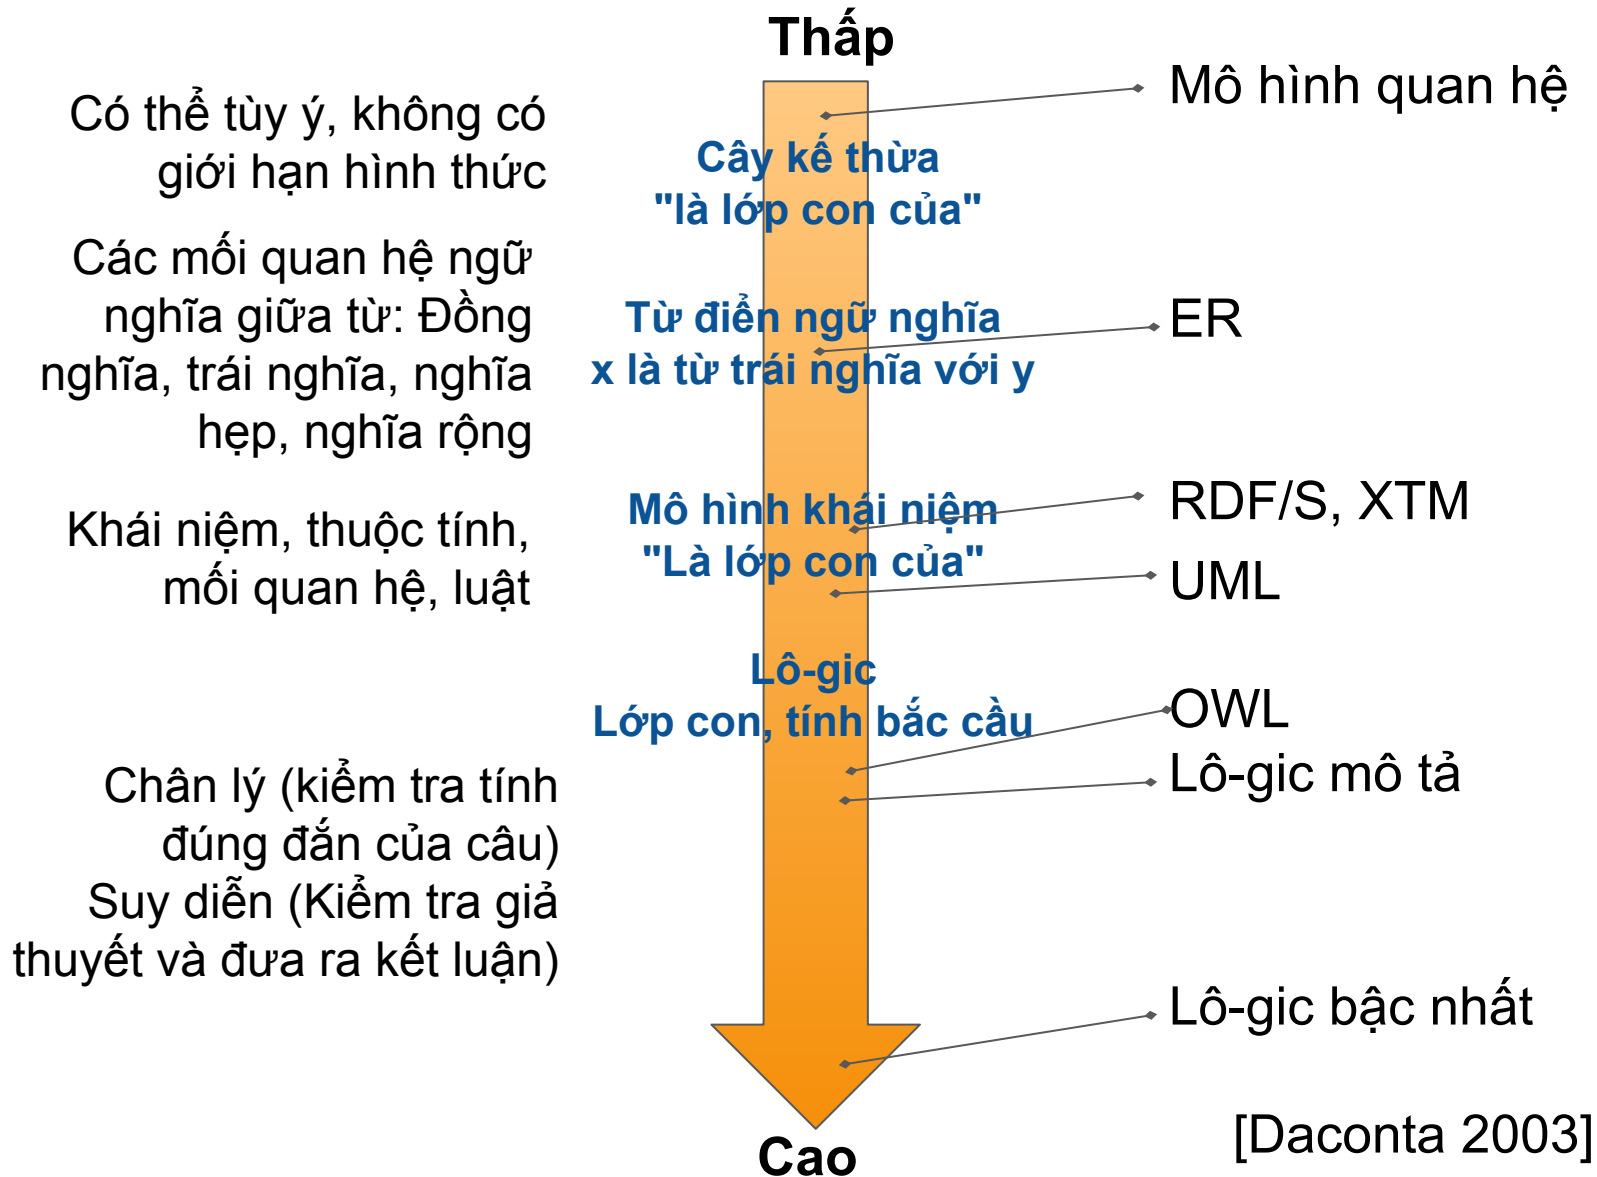 Thấp
Có thể tùy ý, không có
giới hạn hình thức
Cây kế thừa
"là lớp con của"
Mô hình quan hệ
Các mối quan hệ ngữ
nghĩa giữa từ: Đồng
nghĩa, trái nghĩa, nghĩa
hẹp, nghĩa rộng
Từ điển ngữ nghĩa
x là từ trái nghĩa với y
ER
Khái niệm, thuộc tính,
mối quan hệ, luật
Mô hình khái niệm
"Là lớp con của"
RDF/S, XTM
UML
Lô-gic
Lớp con, tính bắc cầu
OWL
Lô-gic mô tả
Chân lý (kiểm tra tính
đúng đắn của câu)
Suy diễn (Kiểm tra giả
thuyết và đưa ra kết luận)
Lô-gic bậc nhất
Cao
[Daconta 2003]